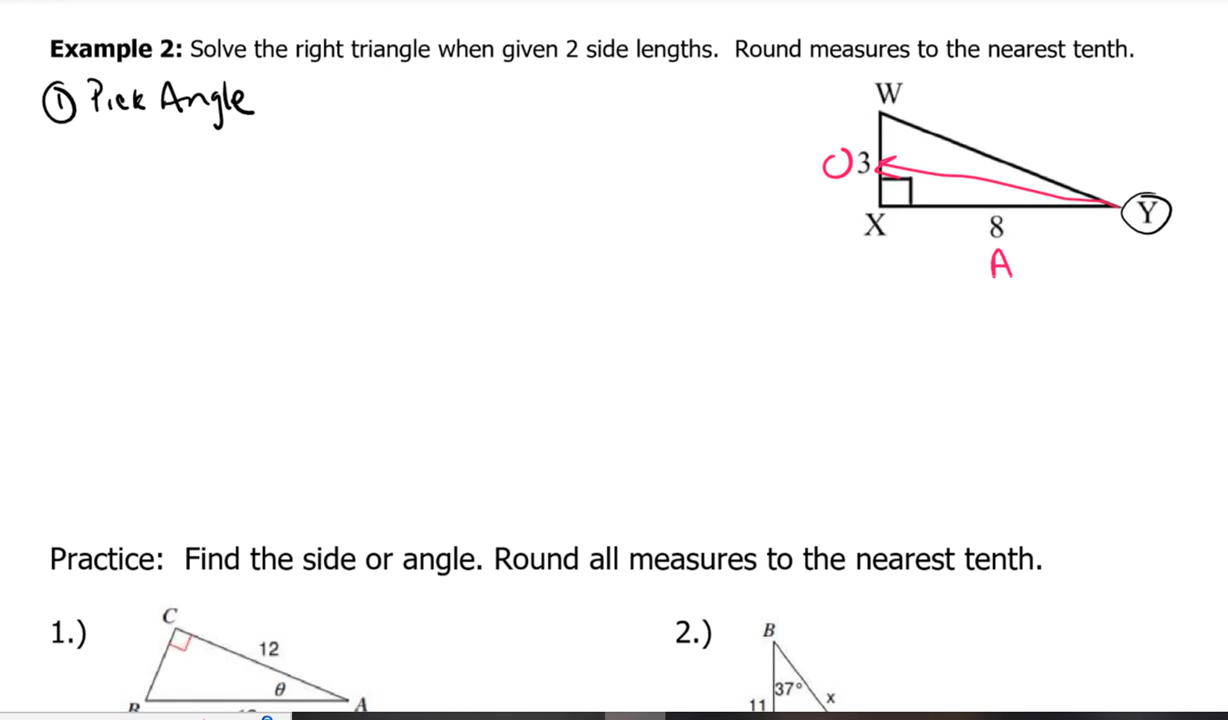 Example 2: Solve the right triangle when given 2 side lengths. Round measures to the nearest tenth.
① Pick Angle
W
O 3
X
8
Y
A
Practice: Find the side or angle. Round all measures to the nearest tenth.
1.)
C
12
θ
A
2.)
B
37°
11
x